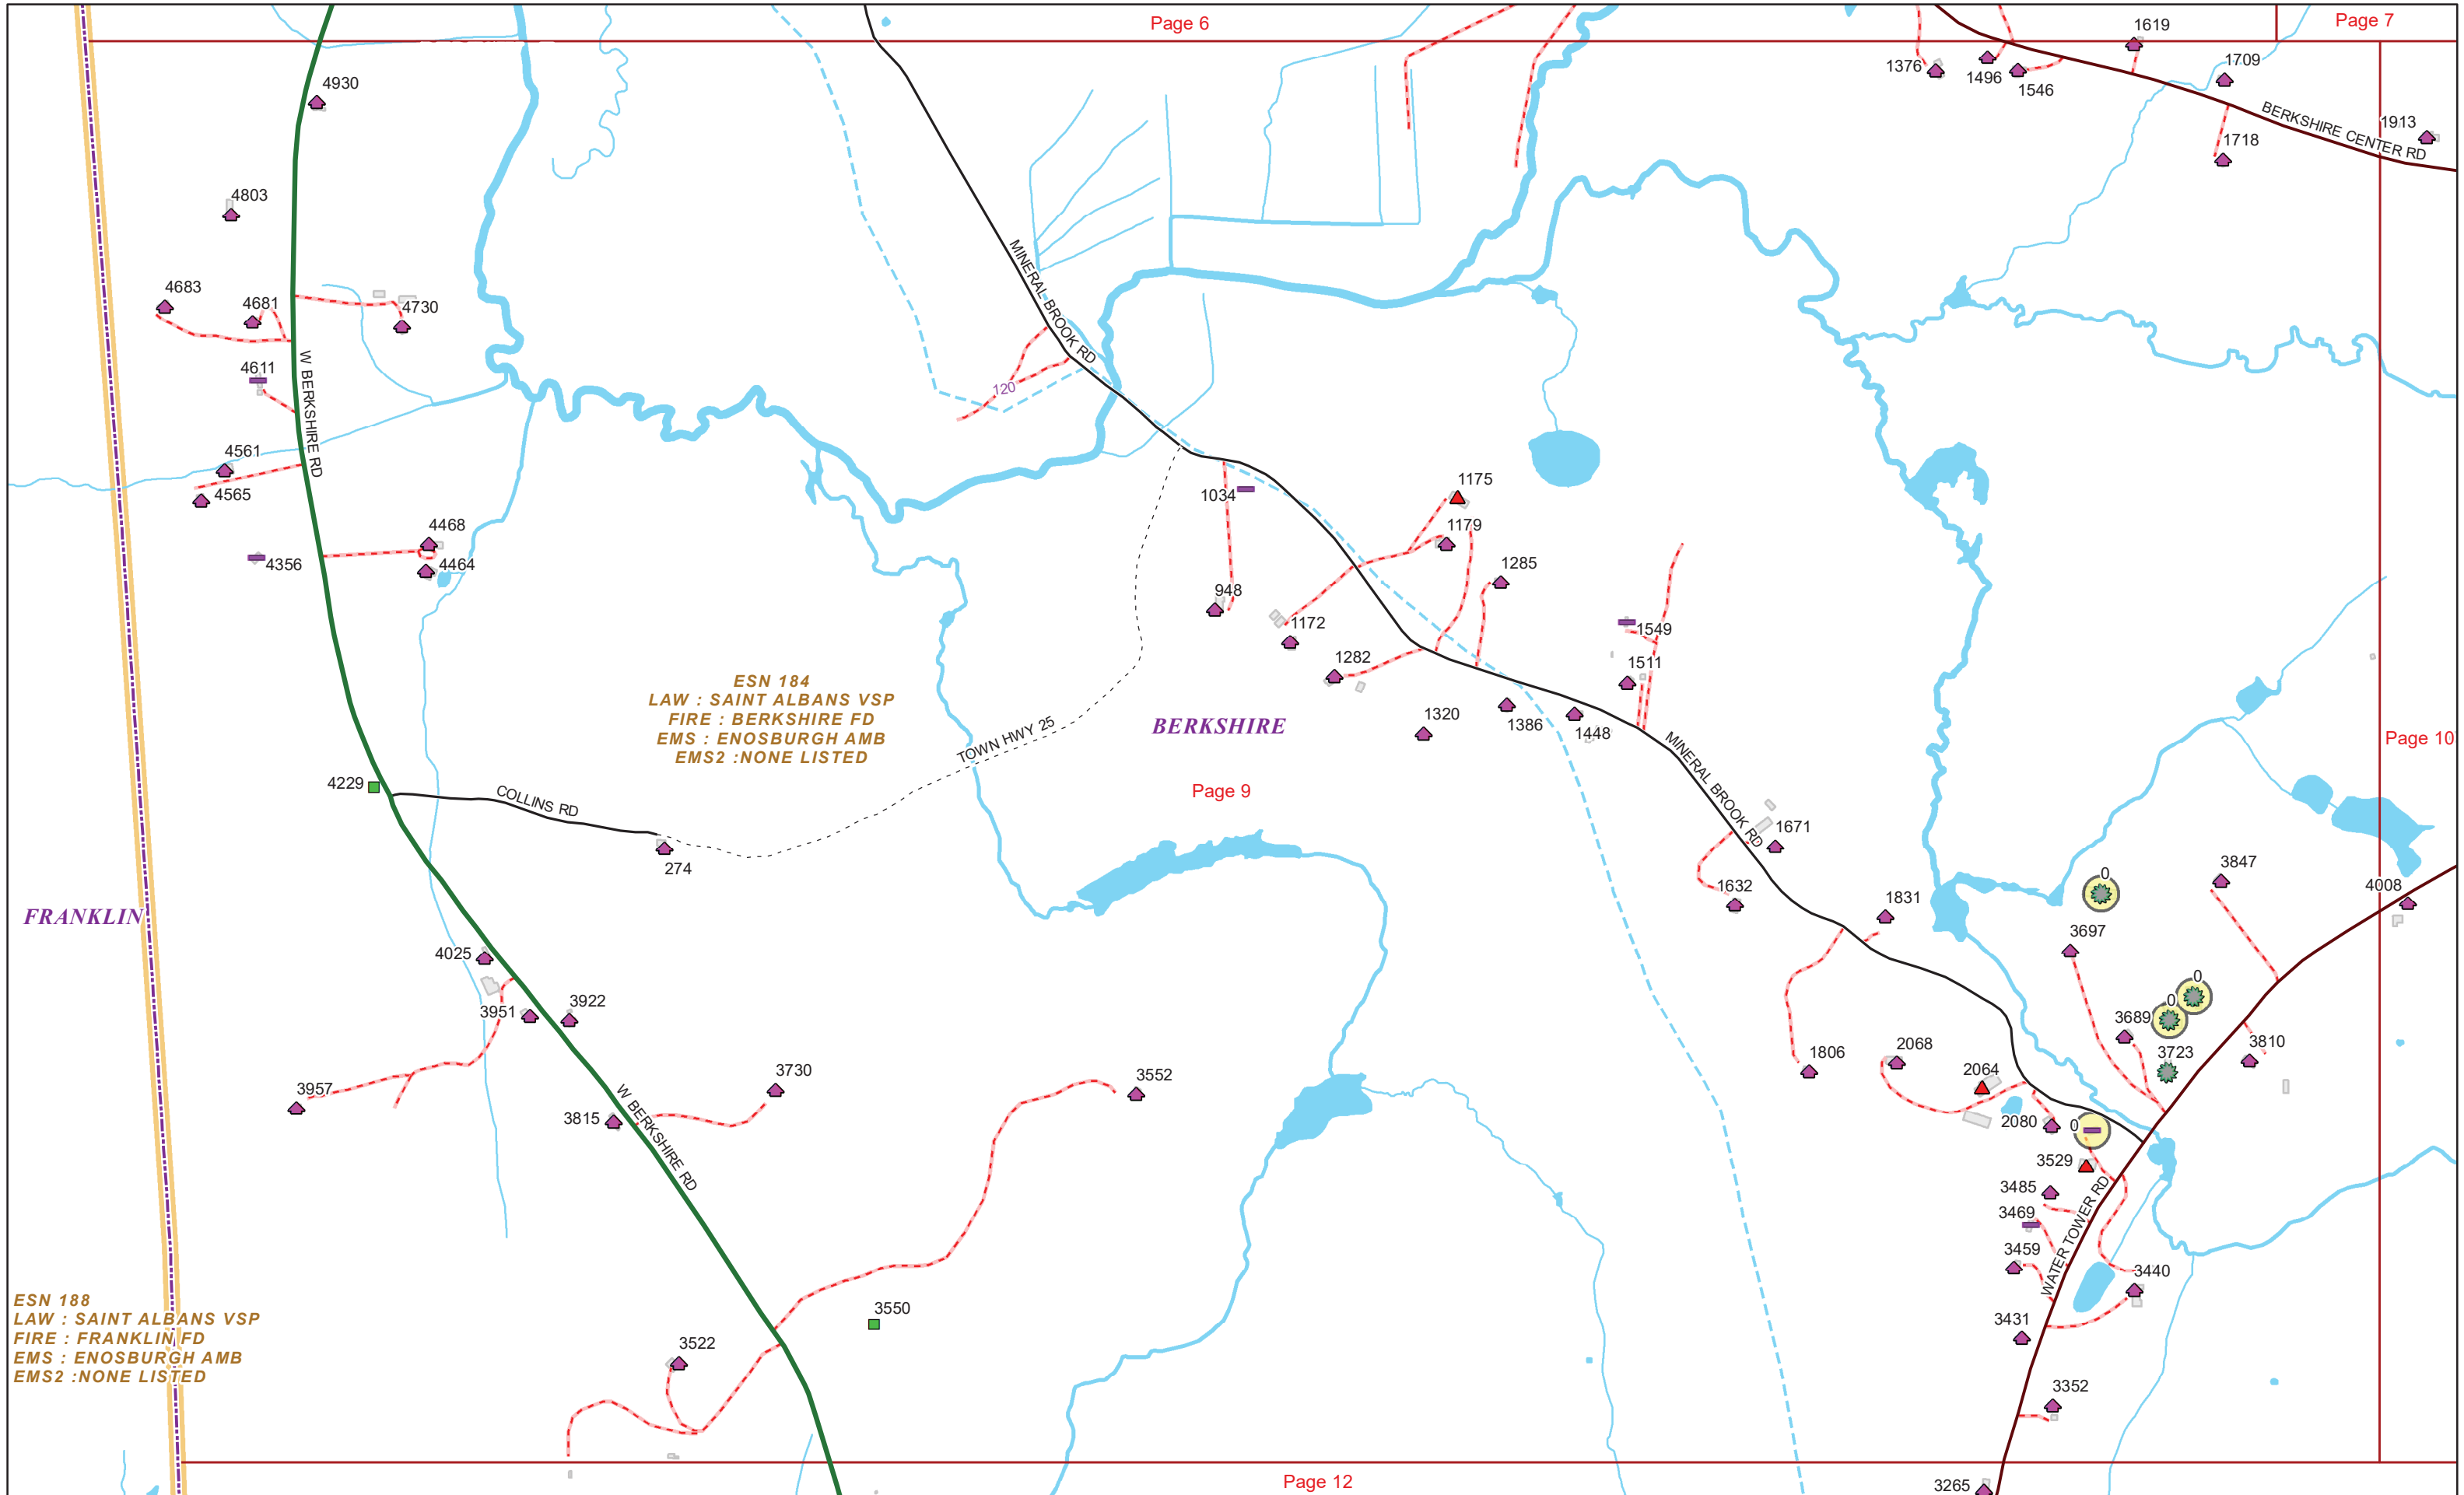 Page 6
Page 7
1619
1376
1496
1546
1709
BERKSHIRE CENTER RD
1913
1718
4930
4803
4683
4681
4730
4611
W BERKSHIRE RD
MINERAL BROOK RD
120
4561
4565
4468
4464
4356
1034
1175
1179
1285
948
1172
1282
1549
1511
1320
1386
1448
ESN 184
LAW : SAINT ALBANS VSP
FIRE : BERKSHIRE FD
EMS : ENOSBURGH AMB
EMS2 :NONE LISTED
BERKSHIRE
TOWN HWY 25
Page 9
Page 10
MINERAL BROOK RD
4229
COLLINS RD
274
1671
1632
1831
0
3847
4008
FRANKLIN
4025
3951
3922
3697
0
0
3689
3723
3810
3957
3730
3815
W BERKSHIRE RD
3552
1806
2068
2064
2080
0
3529
3485
3469
3459
WATER TOWER RD
3440
3431
3550
3522
3352
ESN 188
LAW : SAINT ALBANS VSP
FIRE : FRANKLIN FD
EMS : ENOSBURGH AMB
EMS2 :NONE LISTED
Page 12
3265